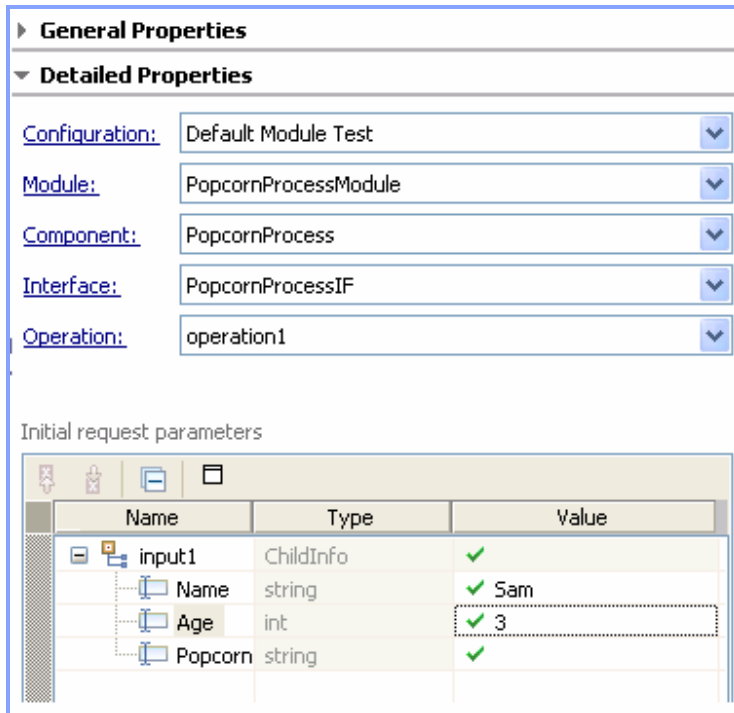 General Properties
Detailed Properties
Configuration: Default Module Test
Module: PopcornProcessModule
Component: PopcornProcess
Interface: PopcornProcessIF
Operation: operation1
Initial request parameters
Name Type Value
input1 ChildInfo
Name string Sam
Age int 3
Popcorn string